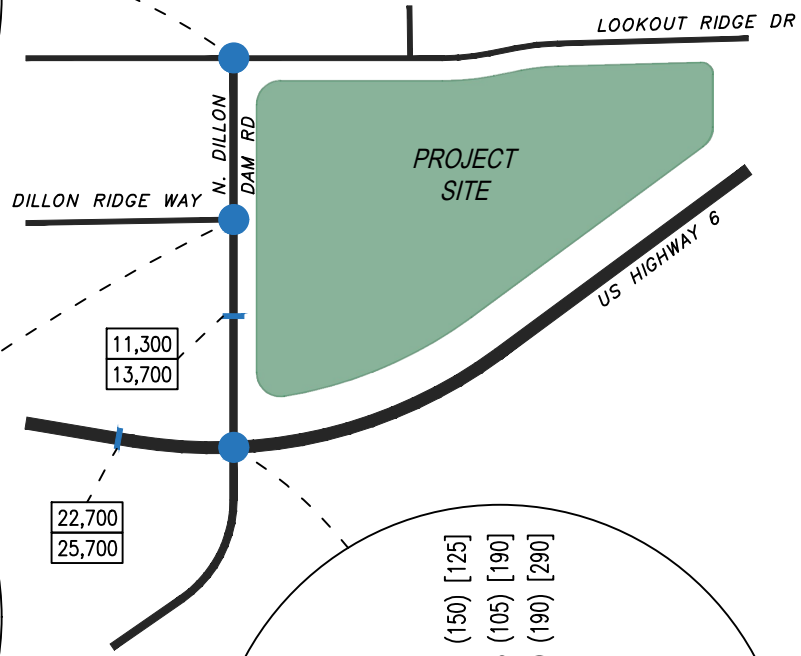 LOOKOUT RIDGE DR
N. DILLON
DAM RD
PROJECT
SITE
DILLON RIDGE WAY
US HIGHWAY 6
11,300
13,700
22,700
25,700
(150) [125]
(105) [190]
(190) [290]